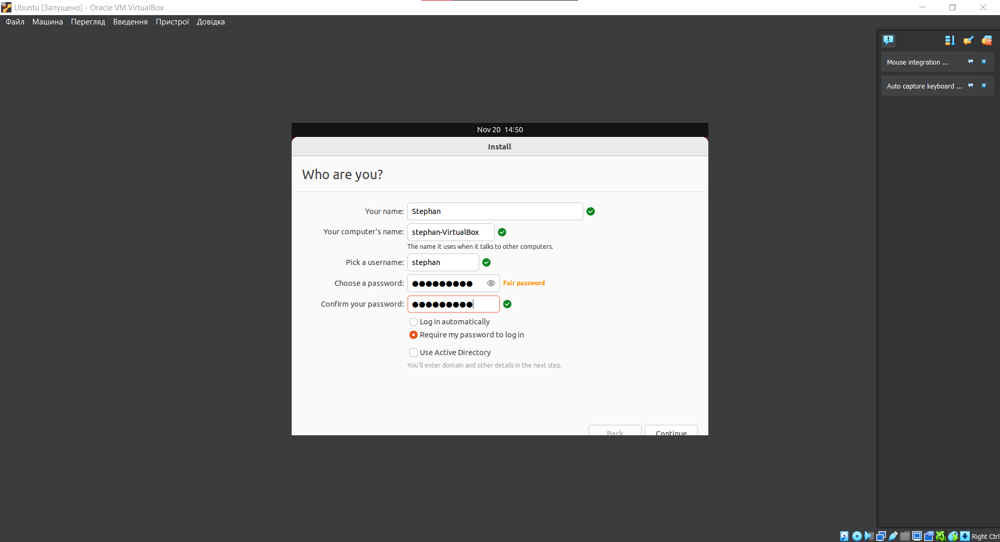 Ubuntu [Запущено] - Oracle VM VirtualBox
Файл Машина Перегляд Введення Пристрої Довідка
Mouse integration ...
Auto capture keyboard ...
Nov 20 14:50
Install
Who are you?
Your name: Stephan
Your computer's name: stephan-VirtualBox
The name it uses when it talks to other computers.
Pick a username: stephan
Choose a password: ●●●●●●●●● Fair password
Confirm your password: ●●●●●●●●●
Log in automatically
Require my password to log in
Use Active Directory
You'll enter domain and other details in the next step.
Back Continue
Right Ctrl